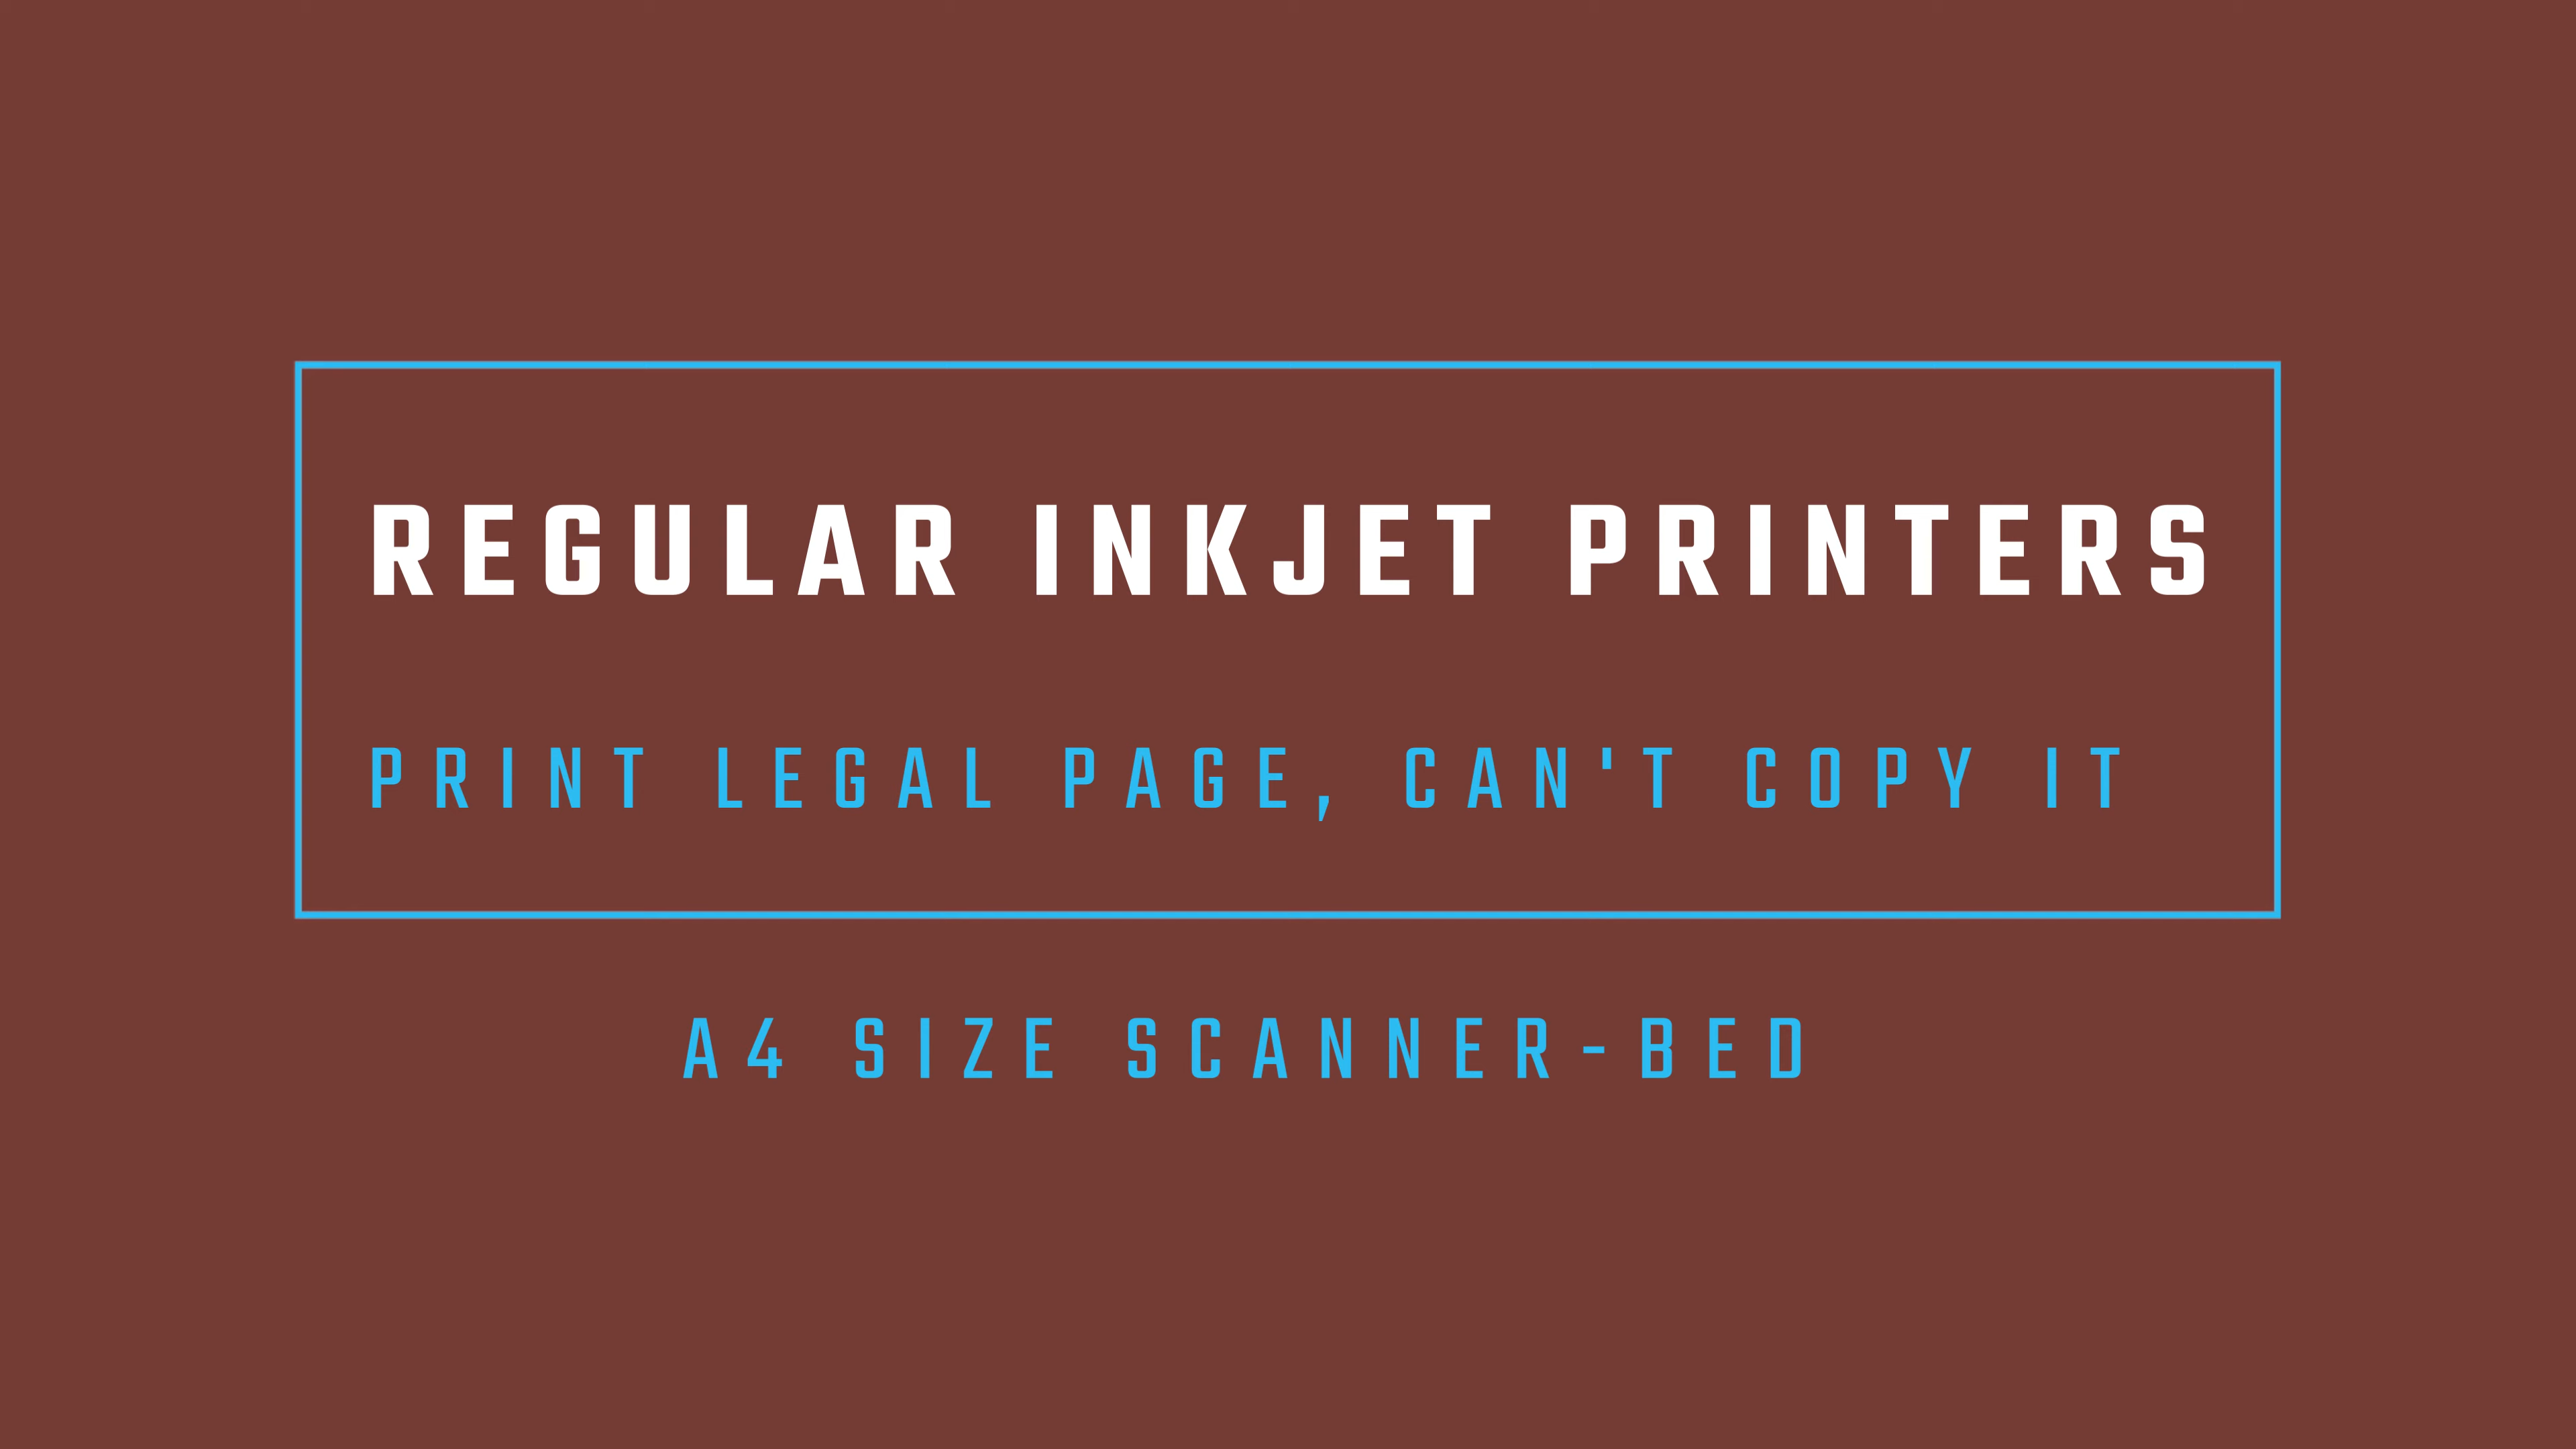 REGULAR INKJET PRINTERS
PRINT LEGAL PAGE, CAN'T COPY IT
A4 SIZE SCANNER-BED